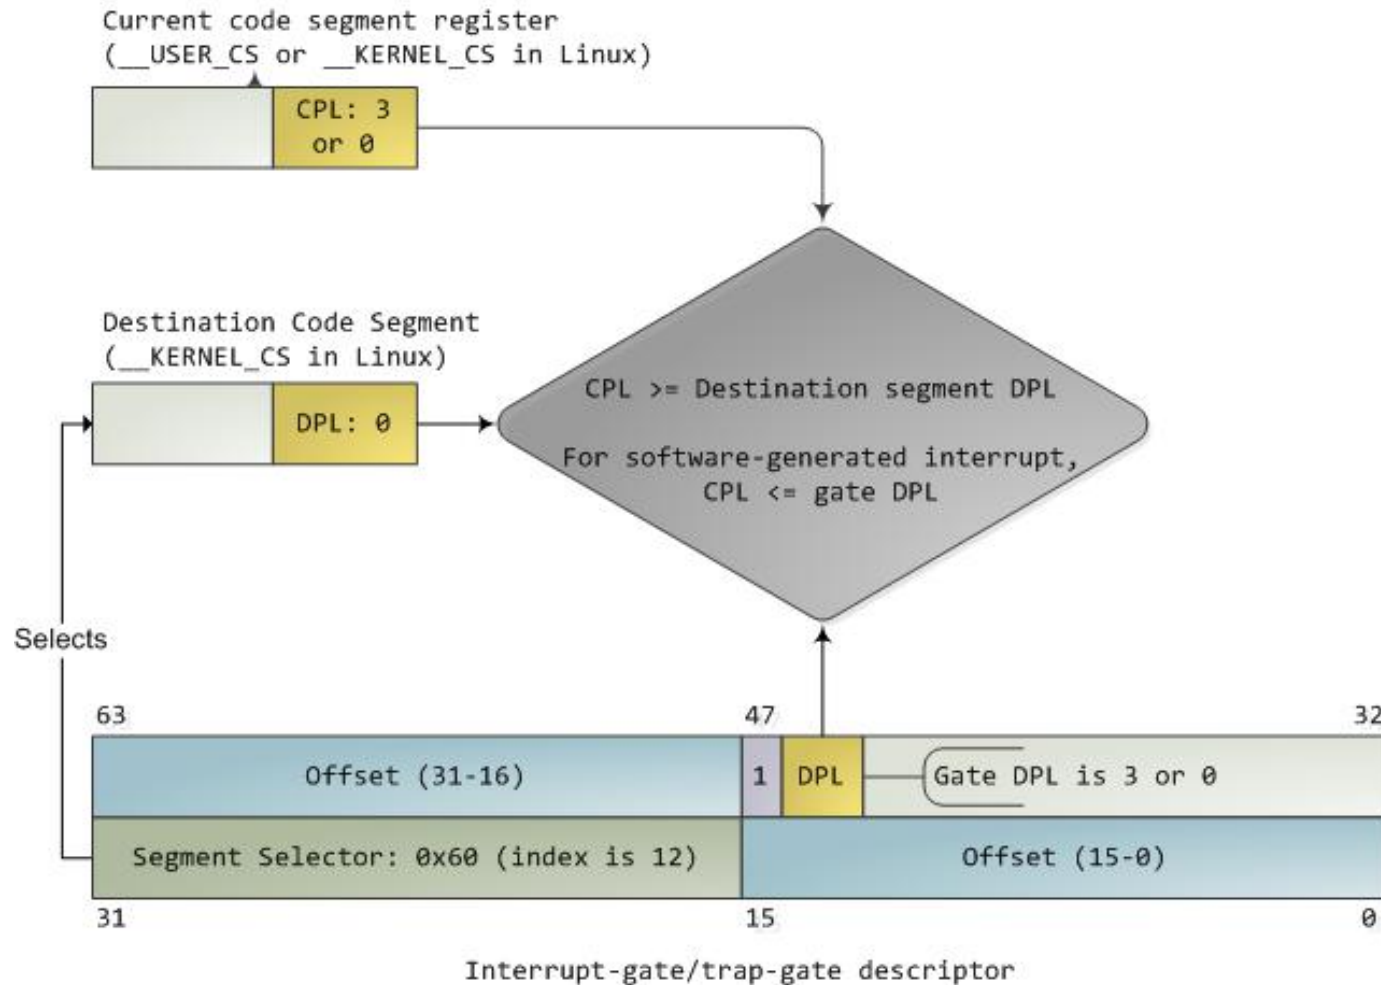 Current code segment register
(__USER_CS or __KERNEL_CS in Linux)
CPL: 3
or 0
Destination Code Segment
(__KERNEL_CS in Linux)
DPL: 0
CPL >= Destination segment DPL
For software-generated interrupt,
CPL <= gate DPL
Selects
63
47
32
Offset (31-16)
1
DPL
Gate DPL is 3 or 0
Segment Selector: 0x60 (index is 12)
Offset (15-0)
31
15
0
Interrupt-gate/trap-gate descriptor